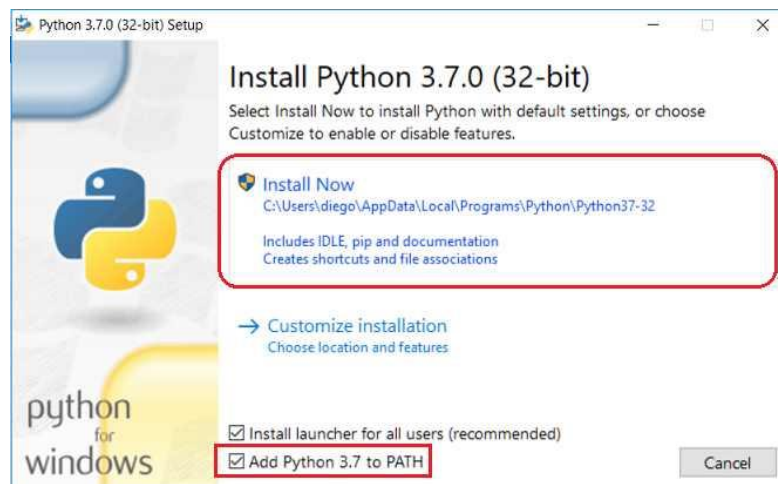 Python 3.7.0 (32-bit) Setup
Install Python 3.7.0 (32-bit)
Select Install Now to install Python with default settings, or choose
Customize to enable or disable features.
Install Now
C:\Users\diego\AppData\Local\Programs\Python\Python37-32
Includes IDLE, pip and documentation
Creates shortcuts and file associations
Customize installation
Choose location and features
python
for
windows
Install launcher for all users (recommended)
Add Python 3.7 to PATH
Cancel